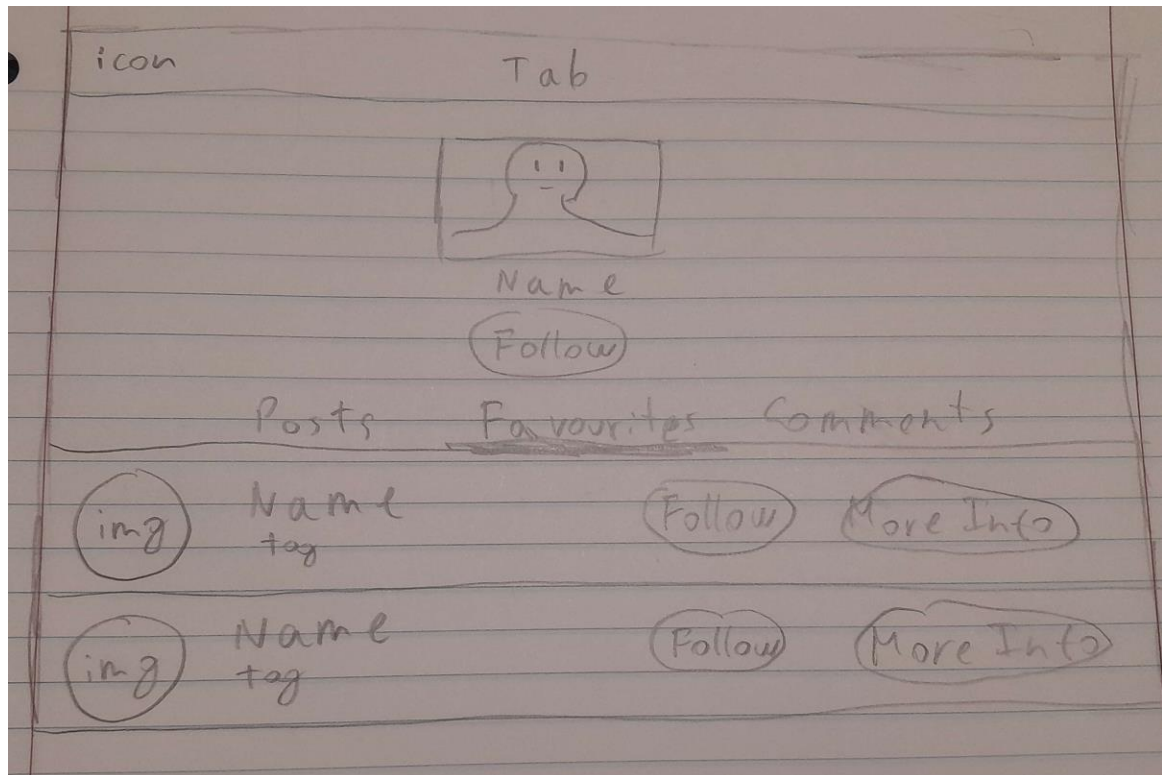 icon Tab
Name
Follow
Posts Favourites Comments
img Name Follow More Info
tag
img Name Follow More Info
tag